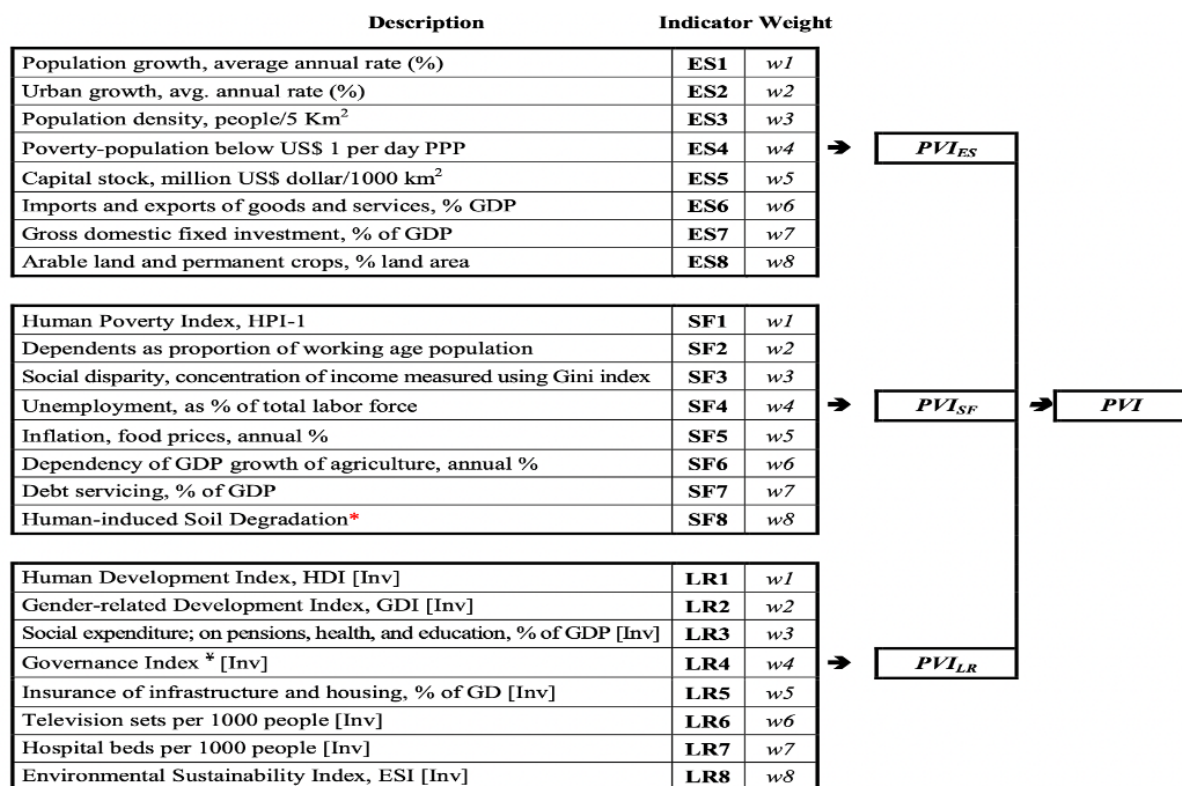 Description Indicator Weight
Population growth, average annual rate (%) ES1 w1
Urban growth, avg. annual rate (%) ES2 w2
Population density, people/5 Km² ES3 w3
Poverty-population below US$ 1 per day PPP ES4 w4 ➔ PVI_ES
Capital stock, million US$ dollar/1000 km² ES5 w5
Imports and exports of goods and services, % GDP ES6 w6
Gross domestic fixed investment, % of GDP ES7 w7
Arable land and permanent crops, % land area ES8 w8
Human Poverty Index, HPI-1 SF1 w1
Dependents as proportion of working age population SF2 w2
Social disparity, concentration of income measured using Gini index SF3 w3
Unemployment, as % of total labor force SF4 w4 ➔ PVI_SF ➔ PVI
Inflation, food prices, annual % SF5 w5
Dependency of GDP growth of agriculture, annual % SF6 w6
Debt servicing, % of GDP SF7 w7
Human-induced Soil Degradation* SF8 w8
Human Development Index, HDI [Inv] LR1 w1
Gender-related Development Index, GDI [Inv] LR2 w2
Social expenditure; on pensions, health, and education, % of GDP [Inv] LR3 w3
Governance Index ¥ [Inv] LR4 w4 ➔ PVI_LR
Insurance of infrastructure and housing, % of GD [Inv] LR5 w5
Television sets per 1000 people [Inv] LR6 w6
Hospital beds per 1000 people [Inv] LR7 w7
Environmental Sustainability Index, ESI [Inv] LR8 w8